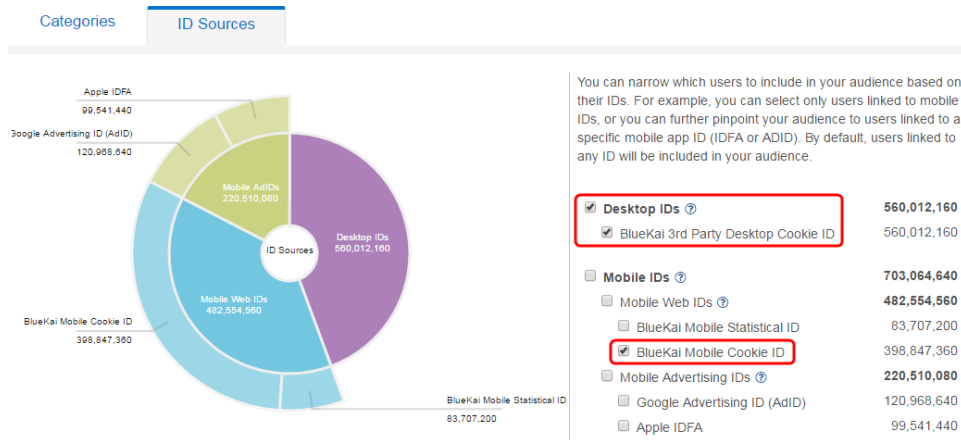 Categories
ID Sources
Apple IDFA
99,541,440
Google Advertising ID (AdID)
120,968,640
Mobile AdIDs
220,510,080
Desktop IDs
560,012,160
ID Sources
Mobile Web IDs
482,554,560
BlueKai Mobile Cookie ID
398,847,360
BlueKai Mobile Statistical ID
83,707,200
You can narrow which users to include in your audience based on
their IDs. For example, you can select only users linked to mobile
IDs, or you can further pinpoint your audience to users linked to a
specific mobile app ID (IDFA or ADID). By default, users linked to
any ID will be included in your audience.
Desktop IDs ? 560,012,160
BlueKai 3rd Party Desktop Cookie ID 560,012,160
Mobile IDs ? 703,064,640
Mobile Web IDs ? 482,554,560
BlueKai Mobile Statistical ID 83,707,200
BlueKai Mobile Cookie ID 398,847,360
Mobile Advertising IDs ? 220,510,080
Google Advertising ID (AdID) 120,968,640
Apple IDFA 99,541,440